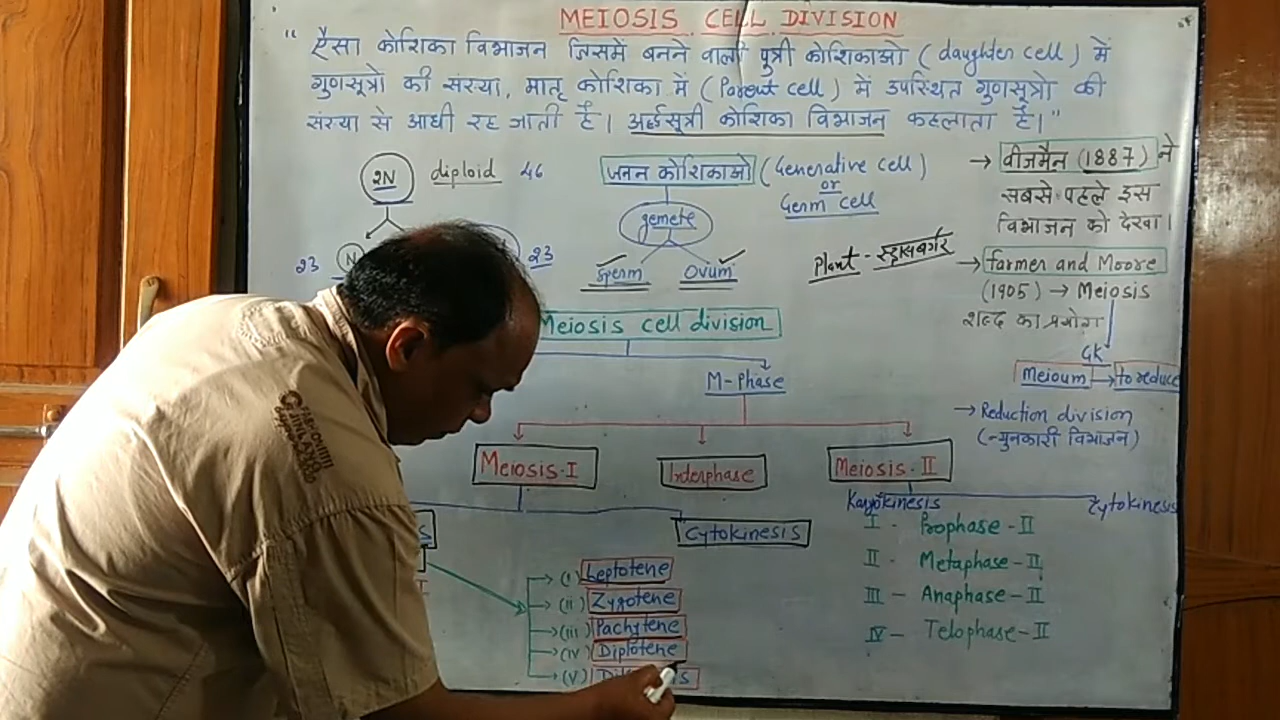 MEIOSIS CELL DIVISION
" ऐसा कोशिका विभाजन जिसमें बनने वाली पुत्री कोशिकाओ ( daughter cell ) में
गुणसूत्रो की संख्या, मातृ कोशिका में ( Parent cell ) में उपस्थित गुणसूत्रो की
संख्या से आधी रह जाती है। अर्द्धसूत्री कोशिका विभाजन कहलाता है।"
2N diploid 46
जनन कोशिकाओ ( Generative cell )
or
Germ cell
gemete
Sperm Ovum
23 N 23
Plant - स्ट्रासबर्गर
→ वीजमैन (1887) ने
सबसे पहले इस
विभाजन को देखा।
→ farmer and Moore
(1905) → Meiosis
शब्द का प्रयोग
GK
Meioum → to reduce
→ Reduction division
(न्युनकारी विभाजन)
Meiosis cell division
M-Phase
Meiosis-I Interphase Meiosis-II
S Cytokinesis
I
(i) Leptotene
(ii) Zygotene
(iii) Pachytene
(iv) Diplotene
(v)
Karyokinesis Cytokinesis
I - Prophase-II
II - Metaphase-II
III - Anaphase-II
IV - Telophase-II